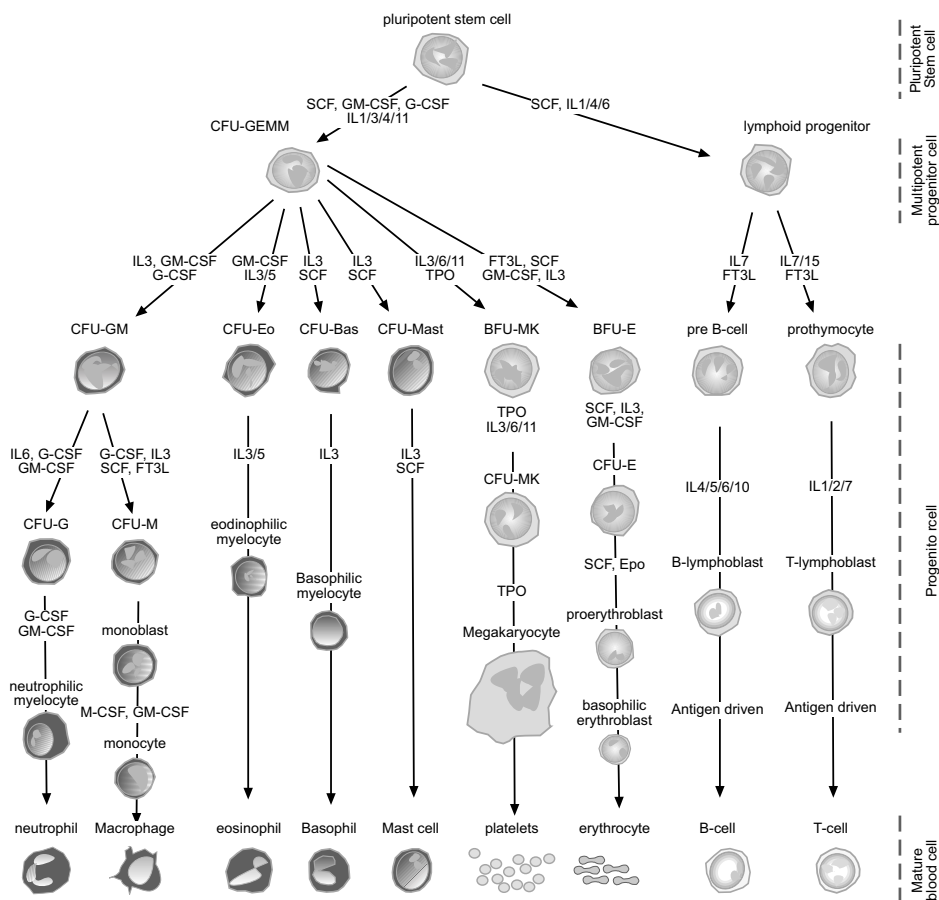 pluripotent stem cell
Pluripotent
Stem cell
SCF, GM-CSF, G-CSF
IL1/3/4/11
SCF, IL1/4/6
CFU-GEMM
lymphoid progenitor
Multipotent
progenitor cell
IL3, GM-CSF
G-CSF
GM-CSF
IL3/5
IL3
SCF
IL3
SCF
IL3/6/11
TPO
FT3L, SCF
GM-CSF, IL3
IL7
FT3L
IL7/15
FT3L
CFU-GM
CFU-Eo
CFU-Bas
CFU-Mast
BFU-MK
BFU-E
pre B-cell
prothymocyte
TPO
IL3/6/11
SCF, IL3,
GM-CSF
IL6, G-CSF
GM-CSF
G-CSF, IL3
SCF, FT3L
IL3/5
IL3
IL3
SCF
CFU-MK
CFU-E
IL4/5/6/10
IL1/2/7
CFU-G
CFU-M
eodinophilic
myelocyte
Basophilic
myelocyte
TPO
SCF, Epo
B-lymphoblast
T-lymphoblast
Progenito rcell
G-CSF
GM-CSF
monoblast
Megakaryocyte
proerythroblast
neutrophilic
myelocyte
M-CSF, GM-CSF
monocyte
basophilic
erythroblast
Antigen driven
Antigen driven
neutrophil
Macrophage
eosinophil
Basophil
Mast cell
platelets
erythrocyte
B-cell
T-cell
Mature
blood cell